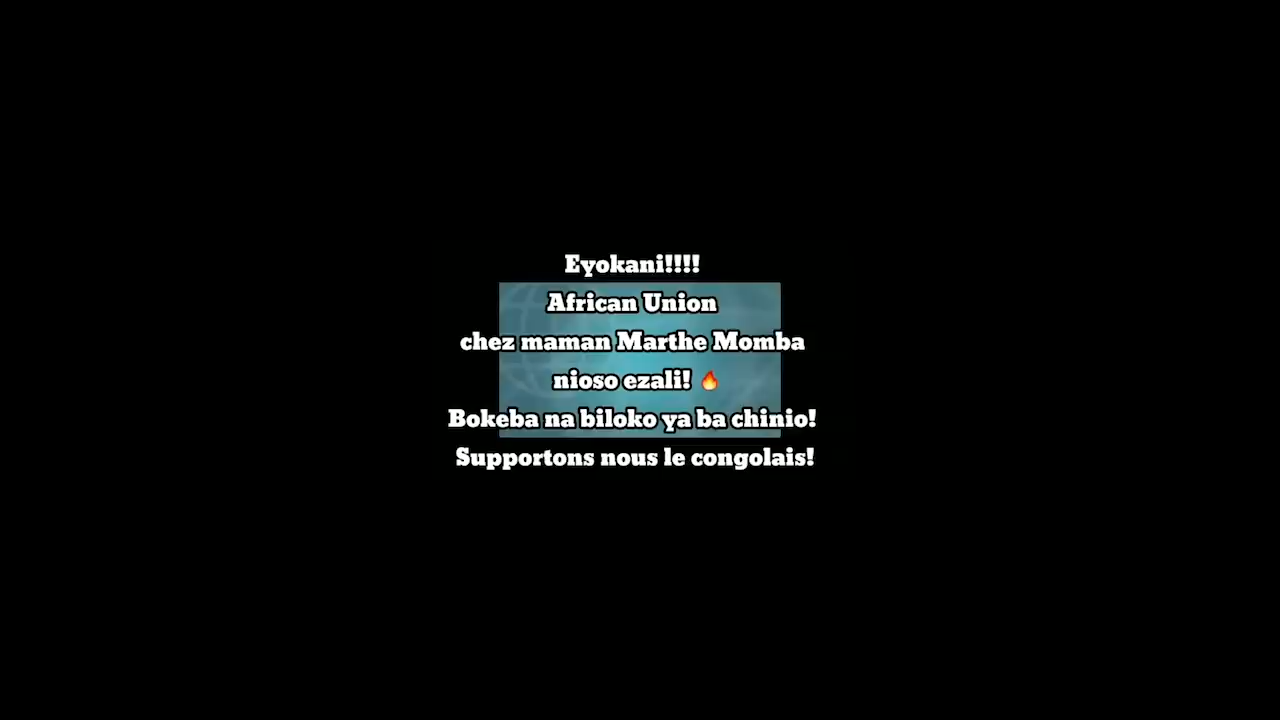 Eyokani!!!!
African Union
chez maman Marthe Momba
nioso ezali! 🔥
Bokeba na biloko ya ba chinio!
Supportons nous le congolais!